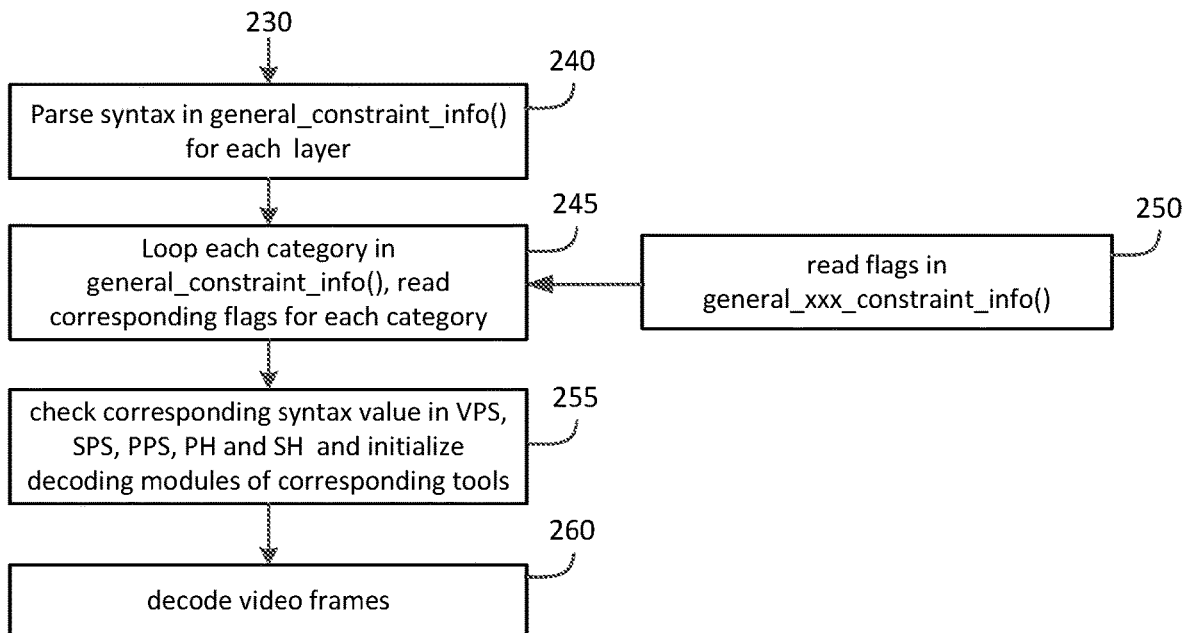 230
240
Parse syntax in general_constraint_info()
for each layer
245
Loop each category in
general_constraint_info(), read
corresponding flags for each category
250
read flags in
general_xxx_constraint_info()
255
check corresponding syntax value in VPS,
SPS, PPS, PH and SH and initialize
decoding modules of corresponding tools
260
decode video frames